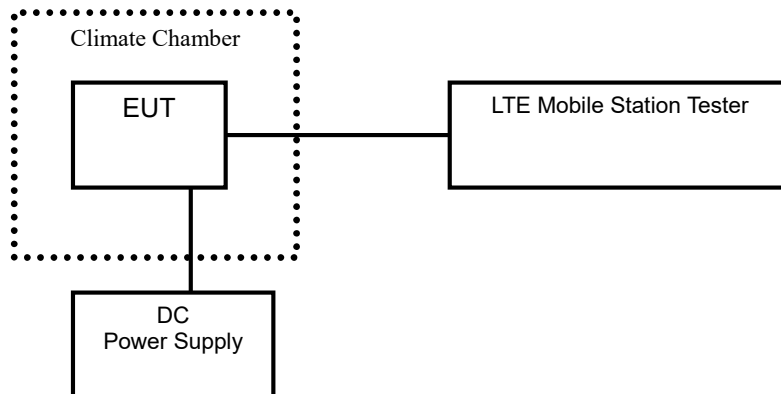 Climate Chamber
EUT
LTE Mobile Station Tester
DC
Power Supply